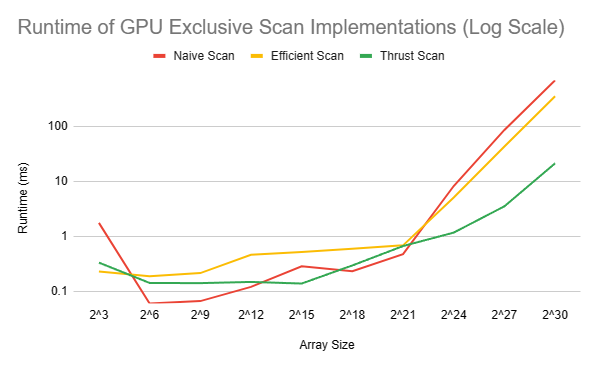 Runtime of GPU Exclusive Scan Implementations (Log Scale)
Naive Scan Efficient Scan Thrust Scan
Runtime (ms)
100
10
1
0.1
2^3 2^6 2^9 2^12 2^15 2^18 2^21 2^24 2^27 2^30
Array Size